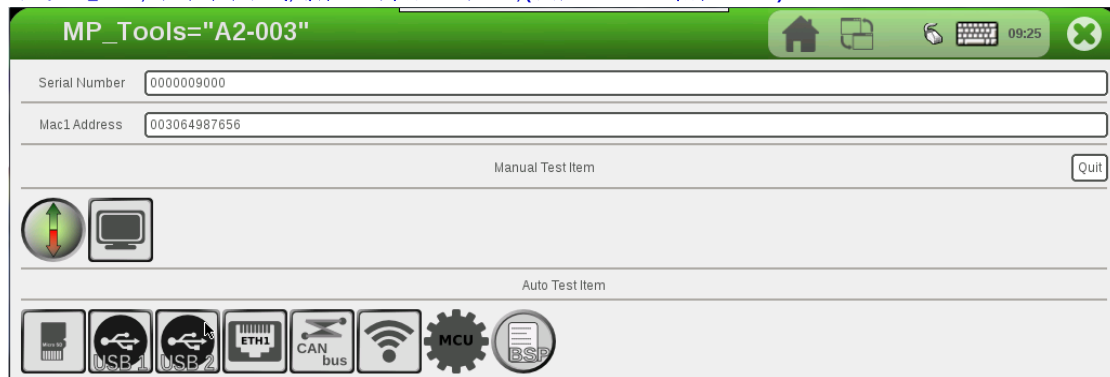 MP_Tools="A2-003"
09:25
Serial Number 0000009000
Mac1 Address 003064987656
Manual Test Item
Quit
Auto Test Item
Micro SD
USB 1
USB 2
ETH1
CAN
bus
MCU
BSP